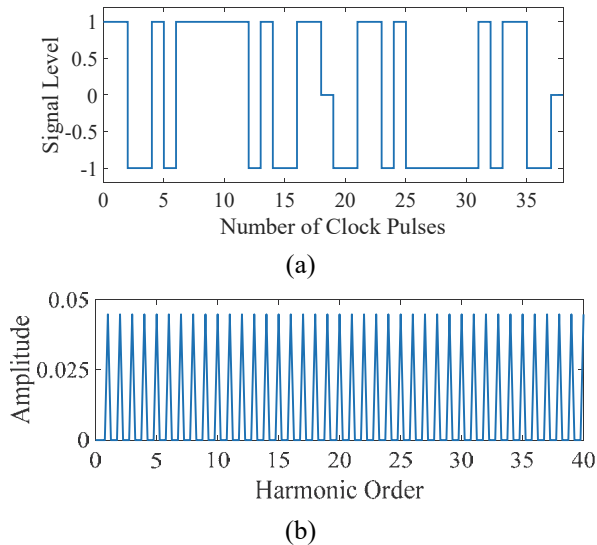 1
0.5
0
-0.5
-1
Signal Level
0 5 10 15 20 25 30 35
Number of Clock Pulses
(a)
0.05
0.025
0
Amplitude
0 5 10 15 20 25 30 35 40
Harmonic Order
(b)